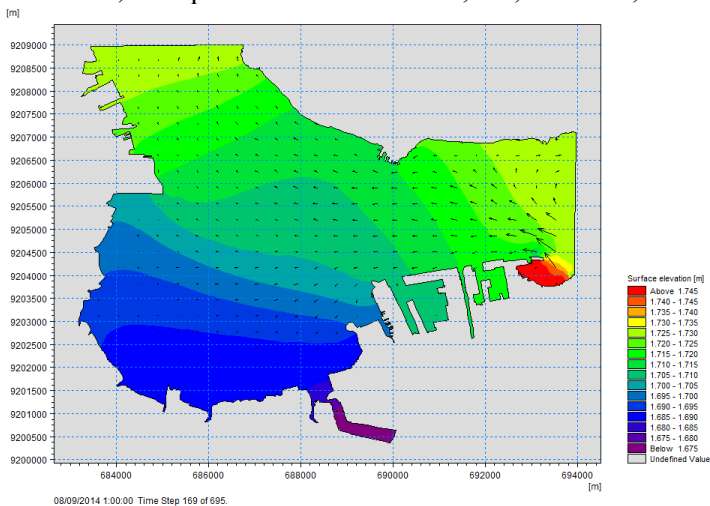 [m]
9209000
9208500
9208000
9207500
9207000
9206500
9206000
9205500
9205000
9204500
9204000
9203500
9203000
9202500
9202000
9201500
9201000
9200500
9200000
684000 686000 688000 690000 692000 694000
[m]
08/09/2014 1:00:00 Time Step 169 of 695.
Surface elevation [m]
Above 1.745
1.740 - 1.745
1.735 - 1.740
1.730 - 1.735
1.725 - 1.730
1.720 - 1.725
1.715 - 1.720
1.710 - 1.715
1.705 - 1.710
1.700 - 1.705
1.695 - 1.700
1.690 - 1.695
1.685 - 1.690
1.680 - 1.685
1.675 - 1.680
Below 1.675
Undefined Value